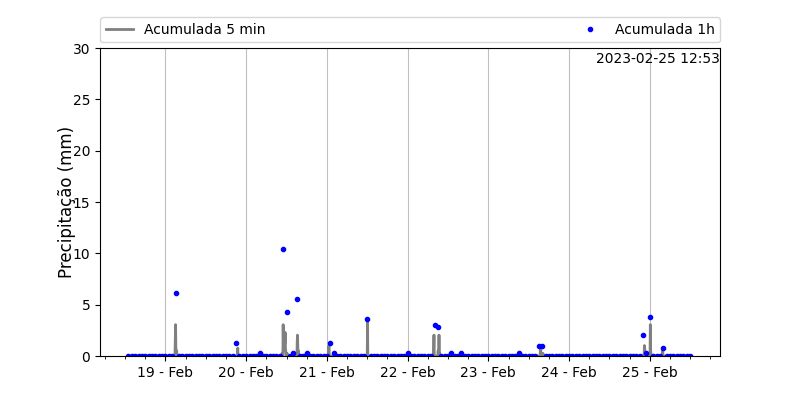 Acumulada 5 min
Acumulada 1h
2023-02-25 12:53
Precipitação (mm)
30
25
20
15
10
5
0
19 - Feb
20 - Feb
21 - Feb
22 - Feb
23 - Feb
24 - Feb
25 - Feb